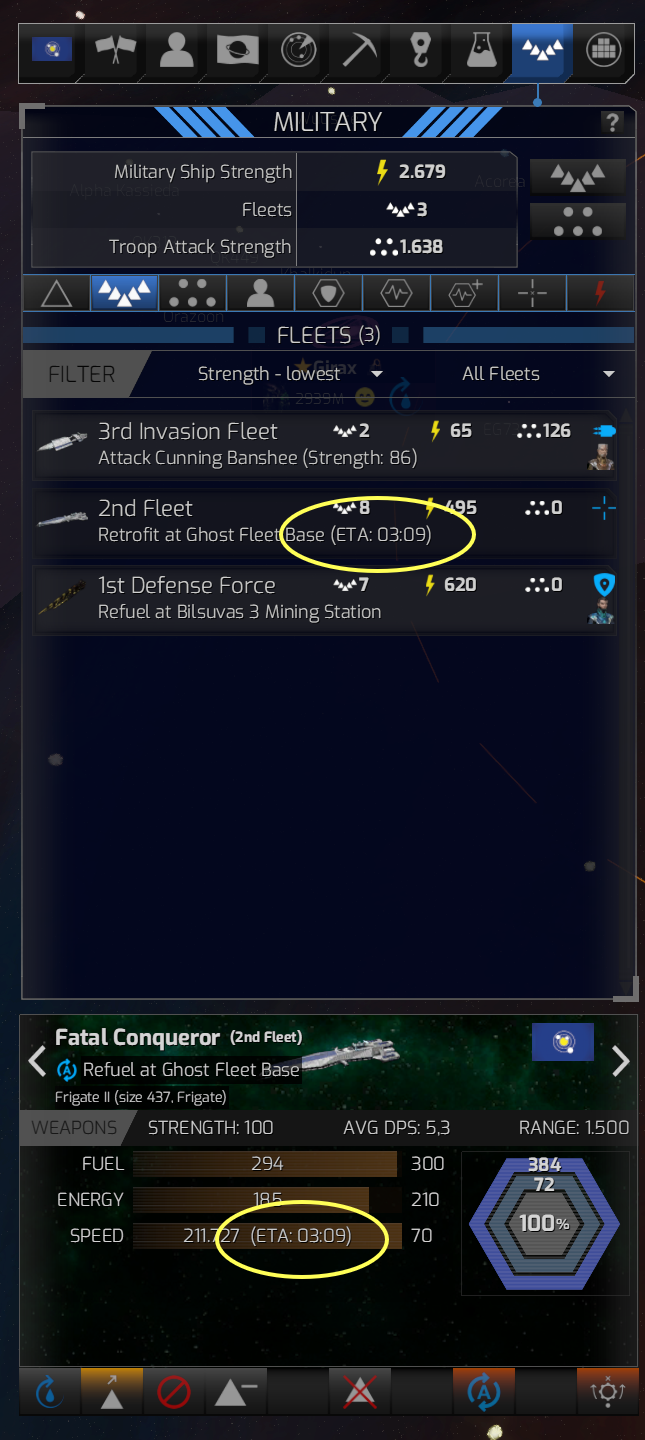 MILITARY
?
Military Ship Strength 2.679
Fleets 3
Troop Attack Strength 1.638
FLEETS (3)
FILTER Strength - lowest All Fleets
Girax
2939M
3rd Invasion Fleet 2 65 126
Attack Cunning Banshee (Strength: 86)
2nd Fleet 8 495 0
Retrofit at Ghost Fleet Base (ETA: 03:09)
1st Defense Force 7 620 0
Refuel at Bilsuvas 3 Mining Station
Fatal Conqueror (2nd Fleet)
A Refuel at Ghost Fleet Base
Frigate II (size 437, Frigate)
WEAPONS STRENGTH: 100 AVG DPS: 5,3 RANGE: 1.500
FUEL 294 300
384
72
ENERGY 185 210
100%
SPEED 211.727 (ETA: 03:09) 70
A